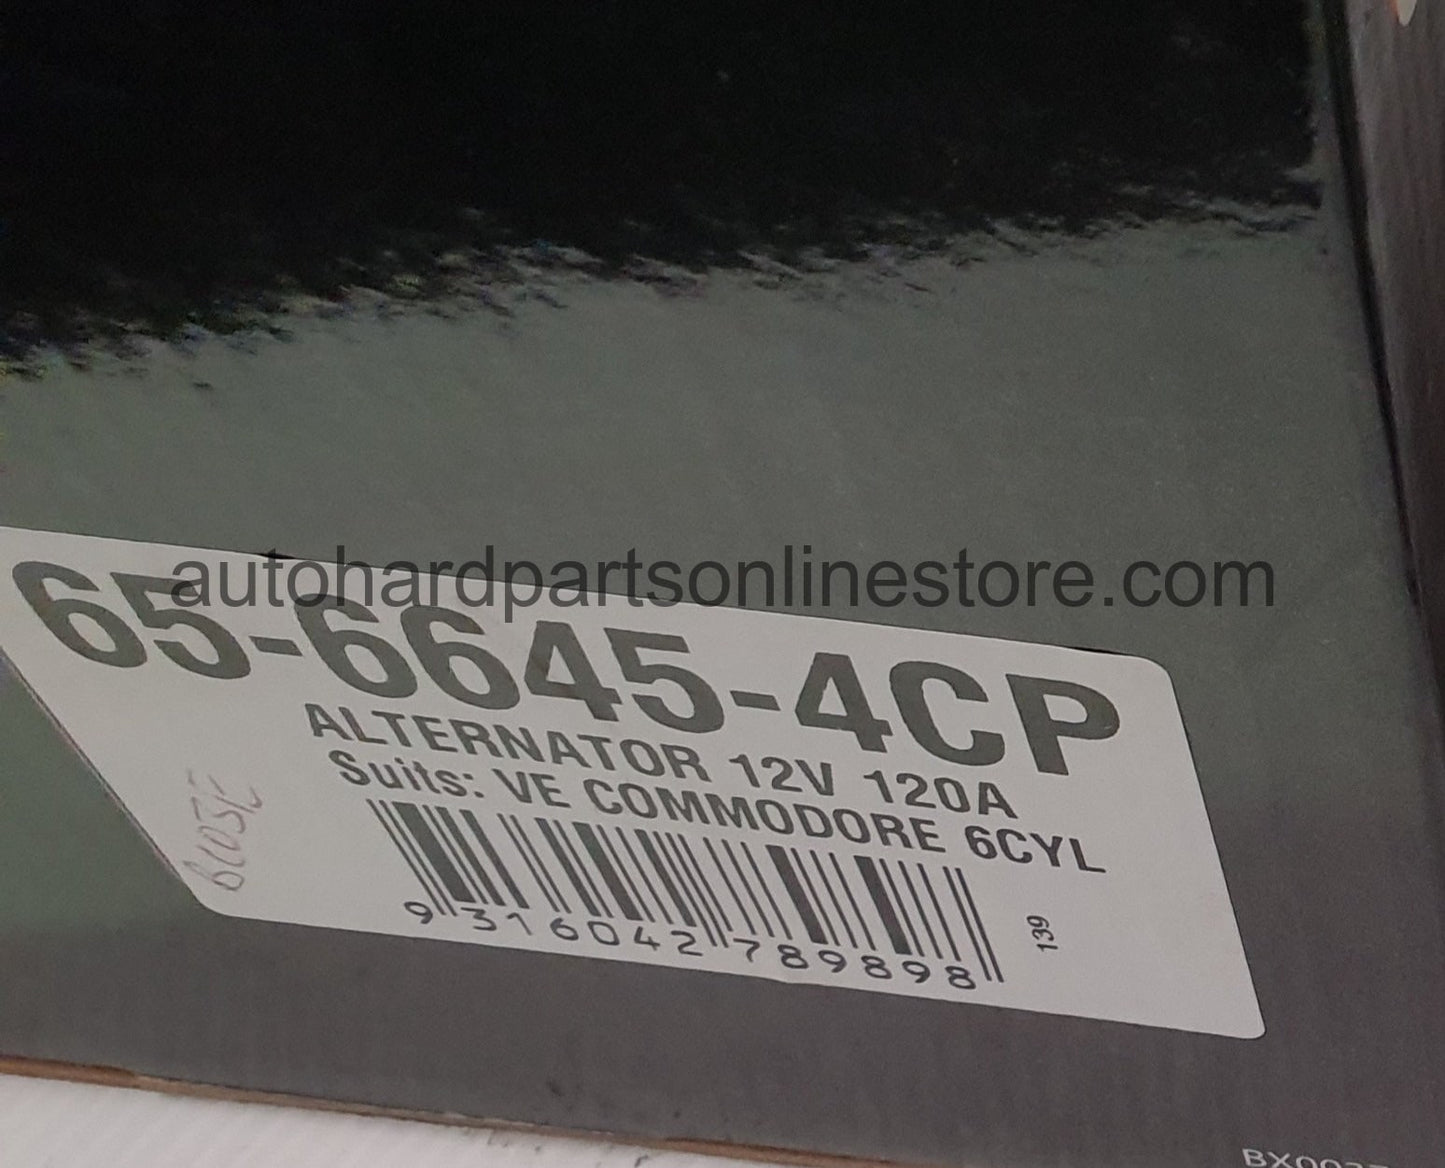 autohardpartsonlinestore.com
65-6645-4CP
ALTERNATOR 12V 120A
Suits: VE COMMODORE 6CYL
9 316042 789898
139